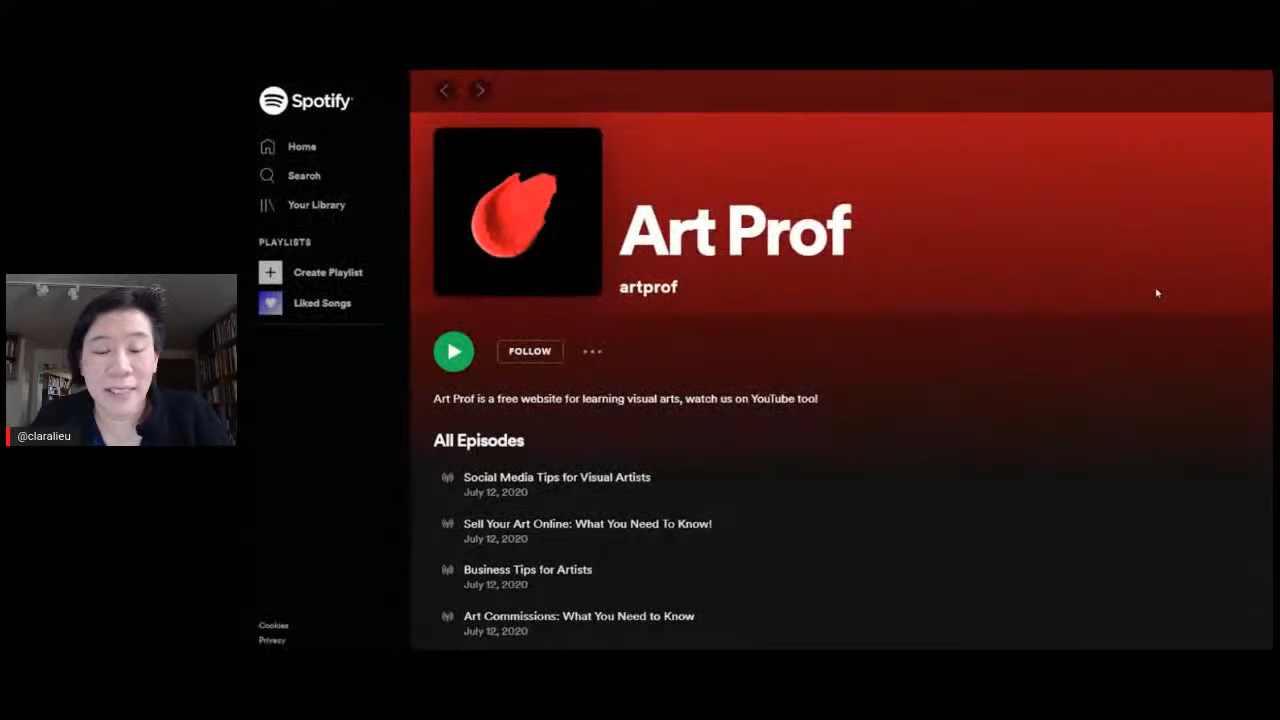 Spotify
Home
Search
Your Library
PLAYLISTS
Create Playlist
Liked Songs
Cookies
Privacy
Art Prof
artprof
FOLLOW
Art Prof is a free website for learning visual arts, watch us on YouTube too!
All Episodes
Social Media Tips for Visual Artists
July 12, 2020
Sell Your Art Online: What You Need To Know!
July 12, 2020
Business Tips for Artists
July 12, 2020
Art Commissions: What You Need to Know
July 12, 2020
@claralieu